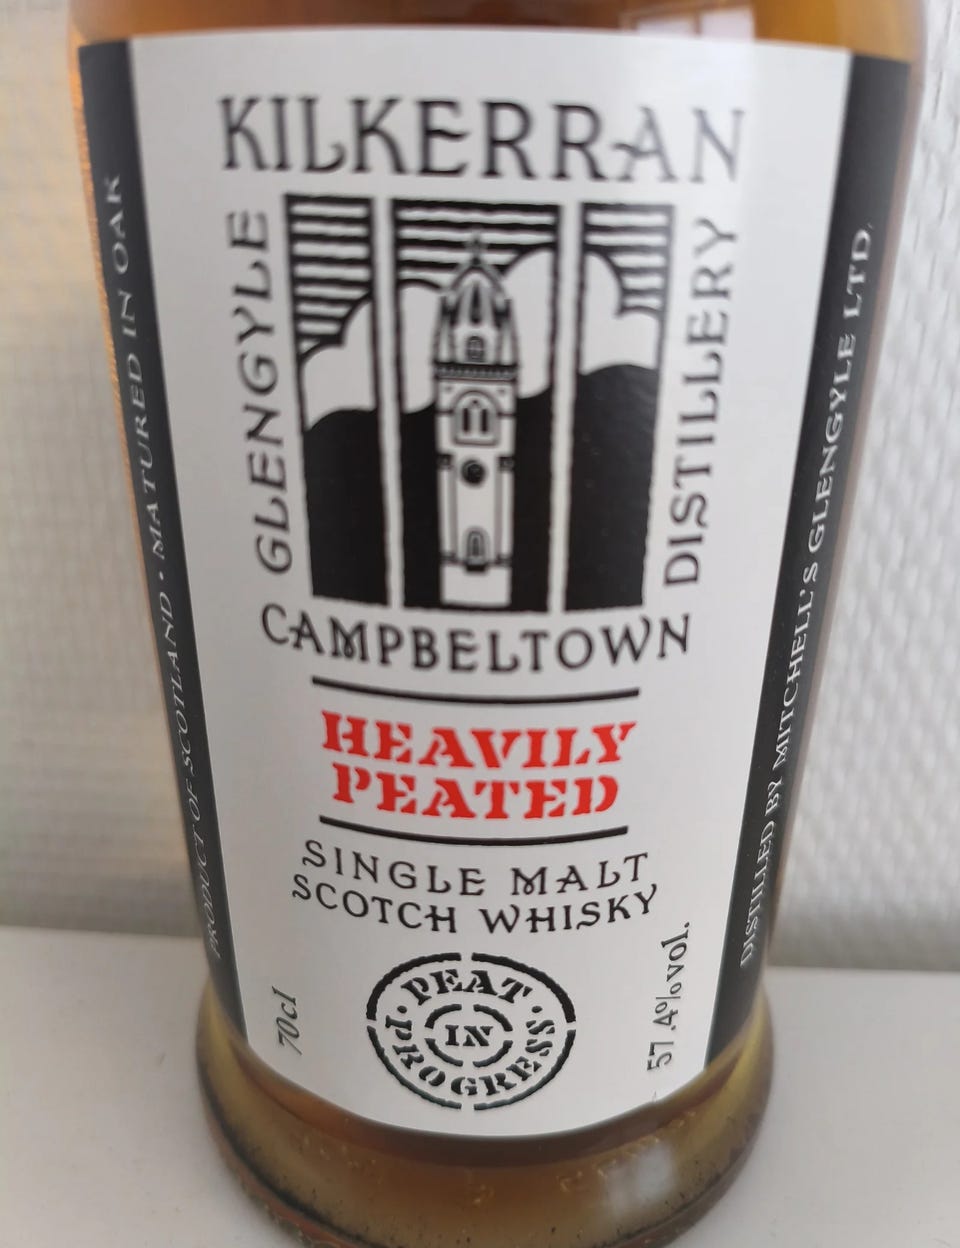 KILKERRAN
GLENGYLE
DISTILLERY
CAMPBELTOWN
HEAVILY
PEATED
SINGLE MALT
SCOTCH WHISKY
PEAT
IN
· PROGRESS ·
70cl
57.4%vol.
PRODUCT OF SCOTLAND · MATURED IN OAK
DISTILLED BY MITCHELL'S GLENGYLE LTD,